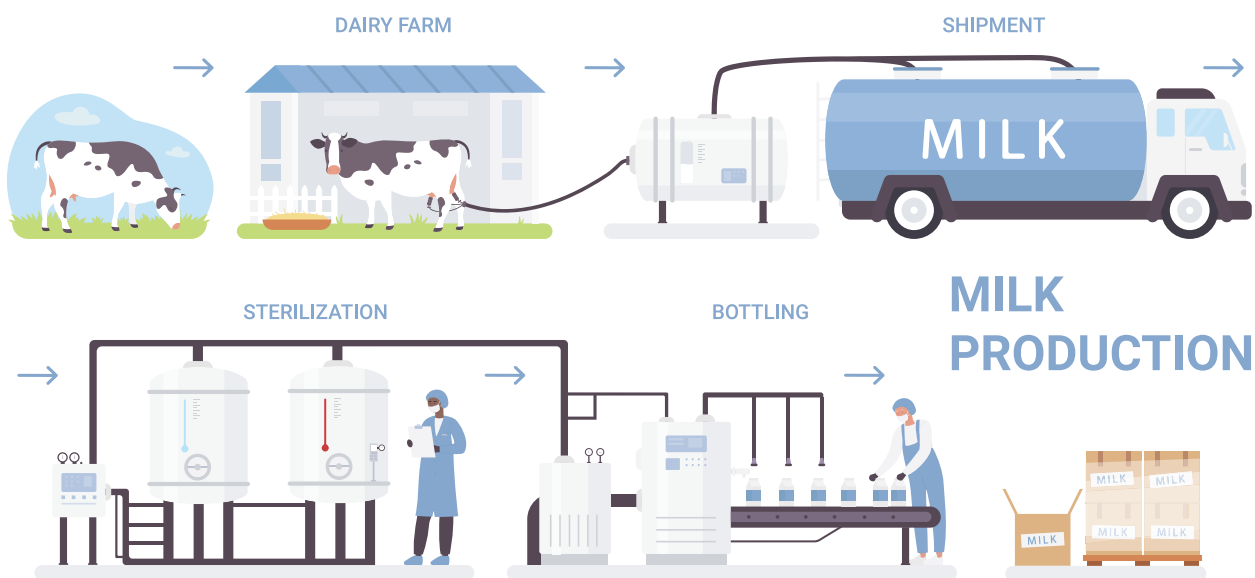 DAIRY FARM
SHIPMENT
MILK
STERILIZATION
BOTTLING
MILK
PRODUCTION
MILK
MILK
MILK
MILK
MILK